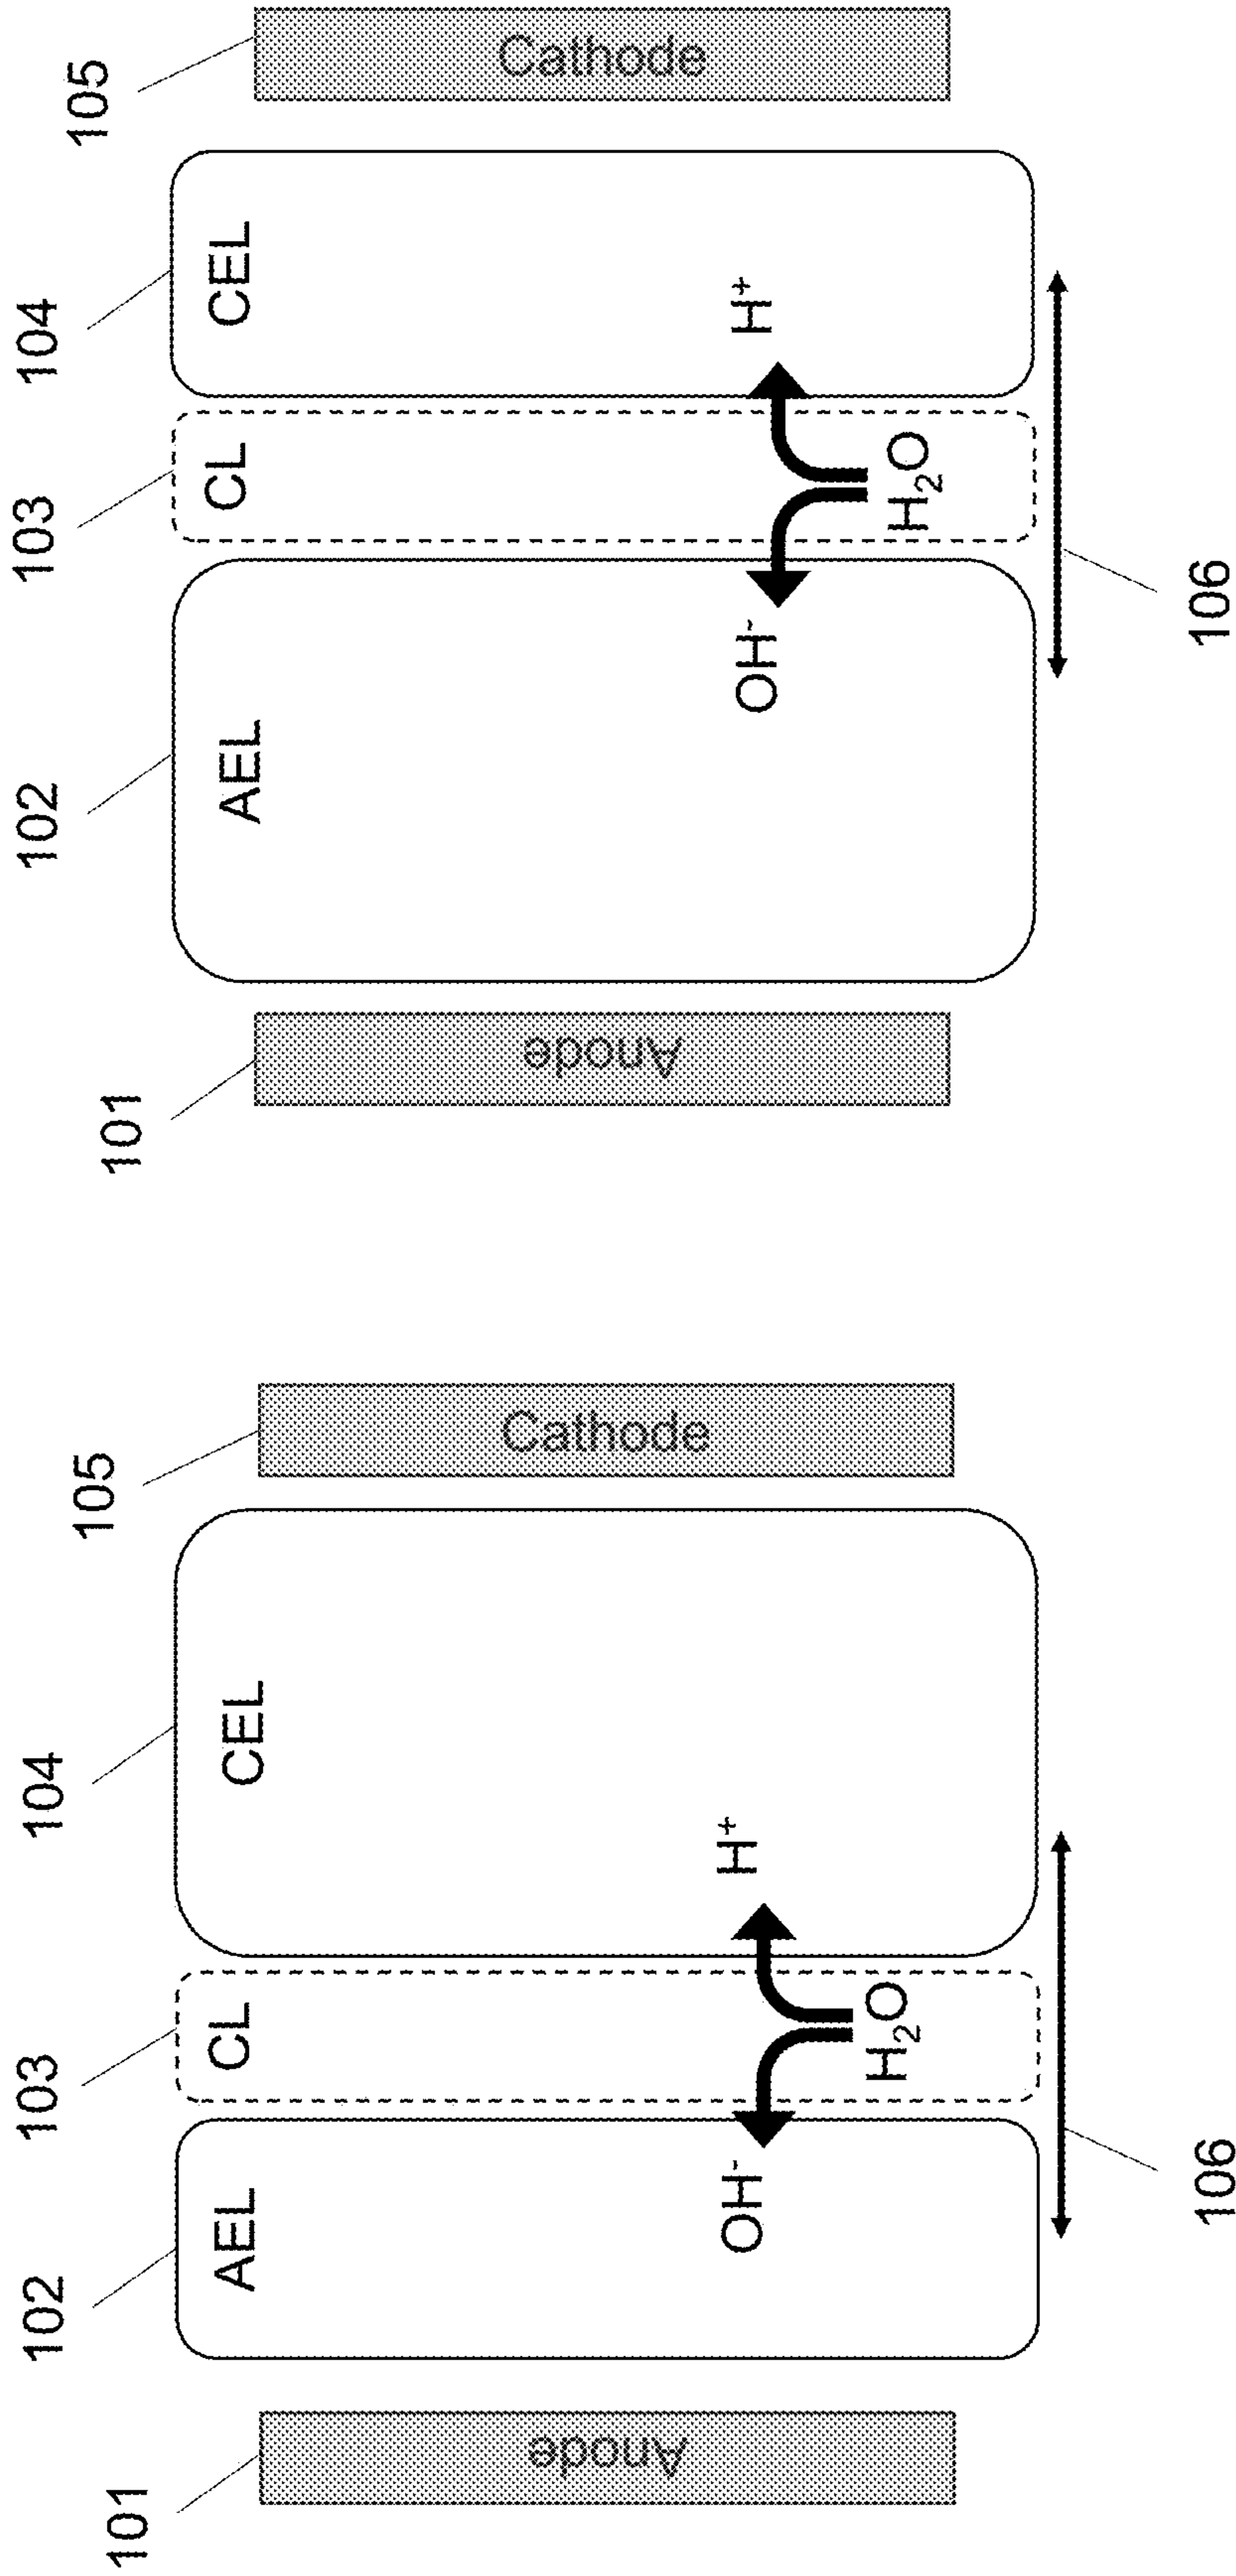 101
102
103
104
105
Anode
AEL
CL
CEL
Cathode
OH-
H+
H2O
106
101
102
103
104
105
Anode
AEL
CL
CEL
Cathode
OH-
H+
H2O
106